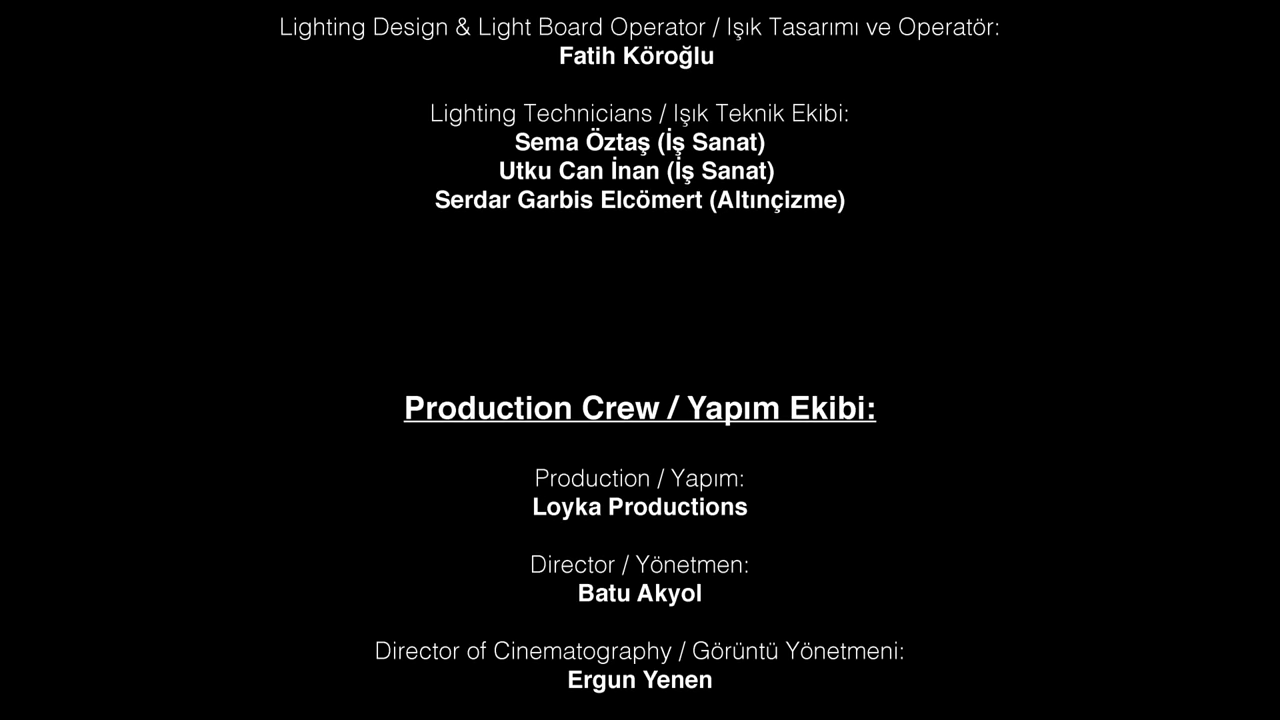 Lighting Design & Light Board Operator / Işık Tasarımı ve Operatör:
Fatih Köroğlu
Lighting Technicians / Işık Teknik Ekibi:
Sema Öztaş (İş Sanat)
Utku Can İnan (İş Sanat)
Serdar Garbis Elcömert (Altınçizme)
Production Crew / Yapım Ekibi:
Production / Yapım:
Loyka Productions
Director / Yönetmen:
Batu Akyol
Director of Cinematography / Görüntü Yönetmeni:
Ergun Yenen